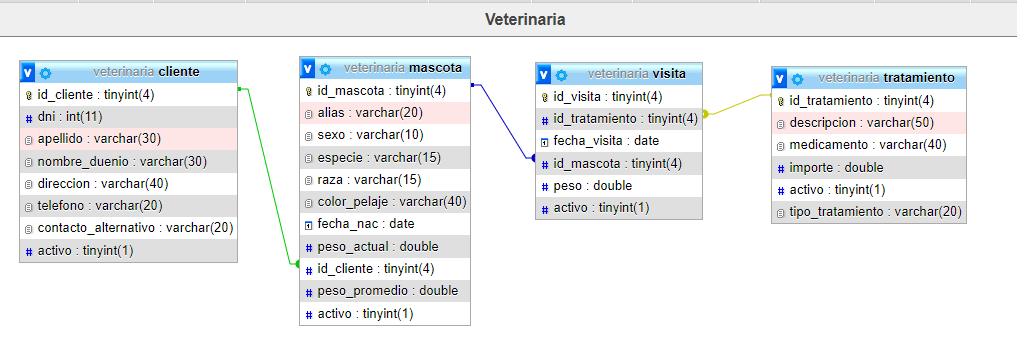 Veterinaria
veterinaria cliente
id_cliente : tinyint(4)
dni : int(11)
apellido : varchar(30)
nombre_duenio : varchar(30)
direccion : varchar(40)
telefono : varchar(20)
contacto_alternativo : varchar(20)
activo : tinyint(1)
veterinaria mascota
id_mascota : tinyint(4)
alias : varchar(20)
sexo : varchar(10)
especie : varchar(15)
raza : varchar(15)
color_pelaje : varchar(40)
fecha_nac : date
peso_actual : double
id_cliente : tinyint(4)
peso_promedio : double
activo : tinyint(1)
veterinaria visita
id_visita : tinyint(4)
id_tratamiento : tinyint(4)
fecha_visita : date
id_mascota : tinyint(4)
peso : double
activo : tinyint(1)
veterinaria tratamiento
id_tratamiento : tinyint(4)
descripcion : varchar(50)
medicamento : varchar(40)
importe : double
activo : tinyint(1)
tipo_tratamiento : varchar(20)